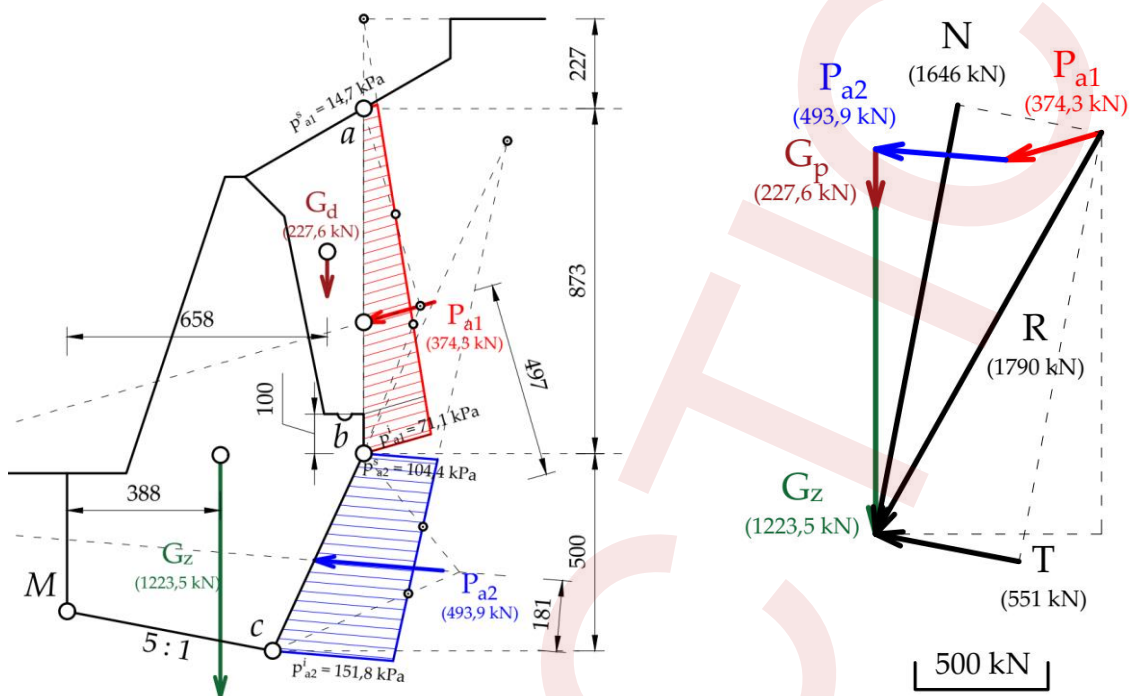 227
p^s_a1 = 14,7 kPa
a
G_d
(227,6 kN)
873
658
P_a1
(374,3 kN)
497
100
b
p^i_a1 = 71,1 kPa
p^s_a2 = 104,4 kPa
388
G_z
(1223,5 kN)
500
M
P_a2
(493,9 kN)
181
c
5 : 1
p^i_a2 = 151,8 kPa
N
(1646 kN)
P_a1
(374,3 kN)
P_a2
(493,9 kN)
G_p
(227,6 kN)
R
(1790 kN)
G_z
(1223,5 kN)
T
(551 kN)
500 kN
CTIC